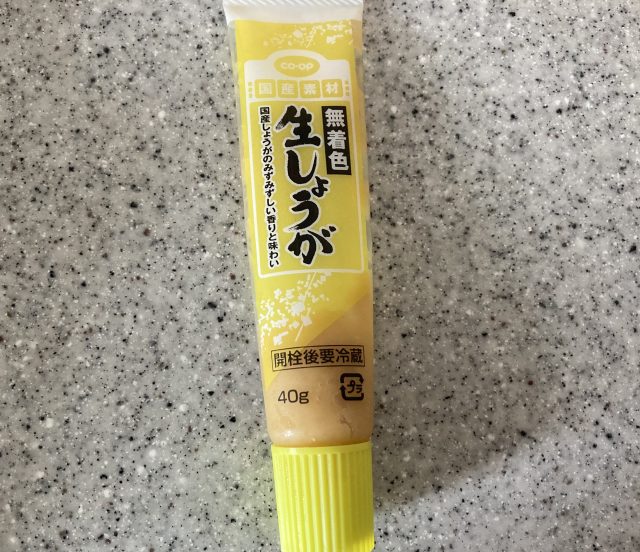 CO·OP
国産素材
無着色
生しょうが
国産しょうがのみずみずしい香りと味わい
開栓後要冷蔵
40g
プラ